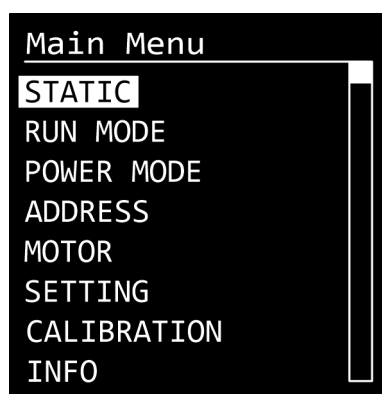 Main Menu
STATIC
RUN MODE
POWER MODE
ADDRESS
MOTOR
SETTING
CALIBRATION
INFO